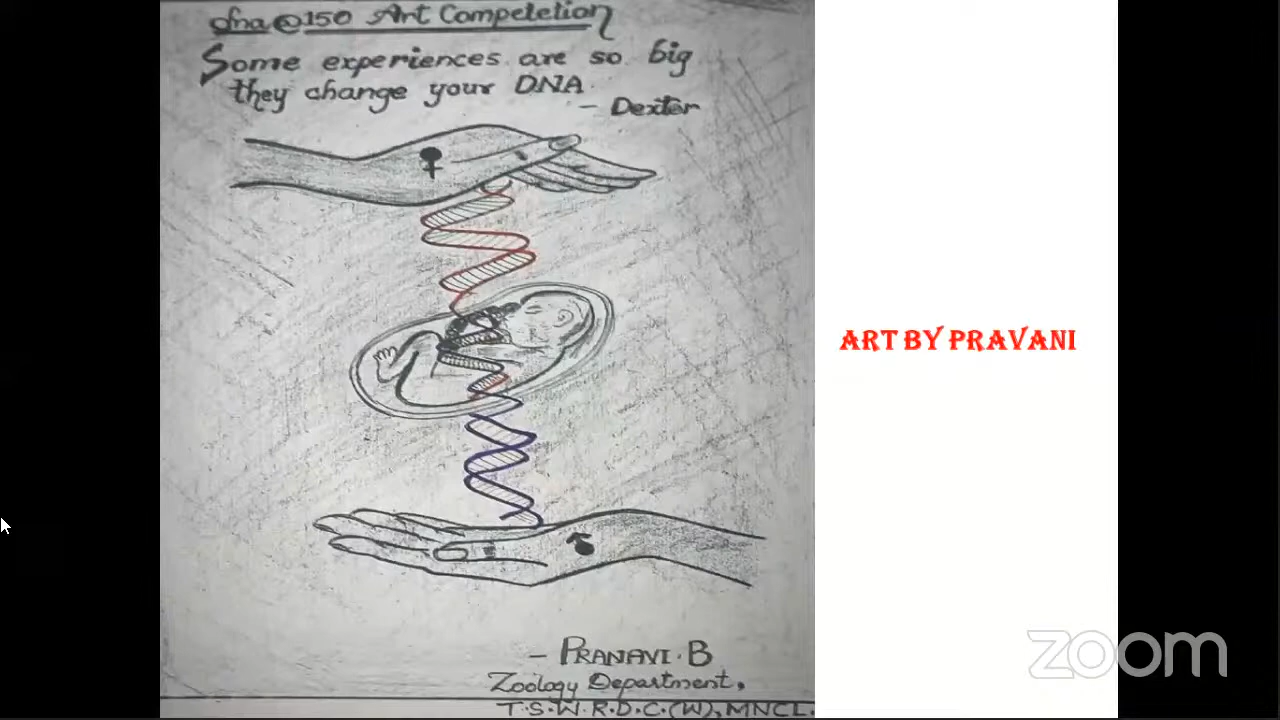 dna@150 Art Competetion
Some experiences are so big
they change your DNA.
- Dexter
ART BY PRAVANI
- PRANAVI.B
Zoology Department,
T.S.W.R.D.C.(W), MNCL.
zoom